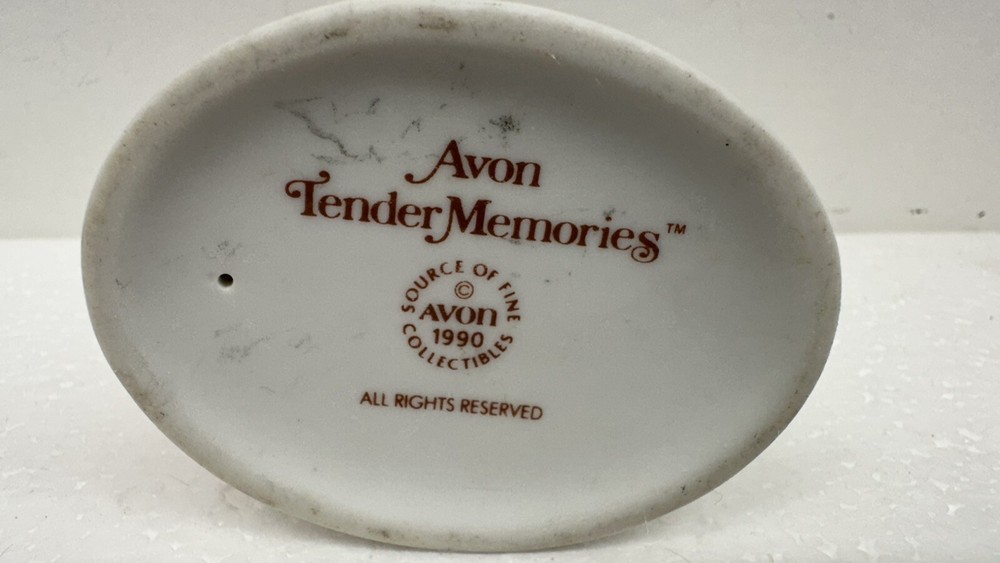 Avon
Tender Memories™
SOURCE OF FINE
©
AVON
1990
COLLECTIBLES
ALL RIGHTS RESERVED